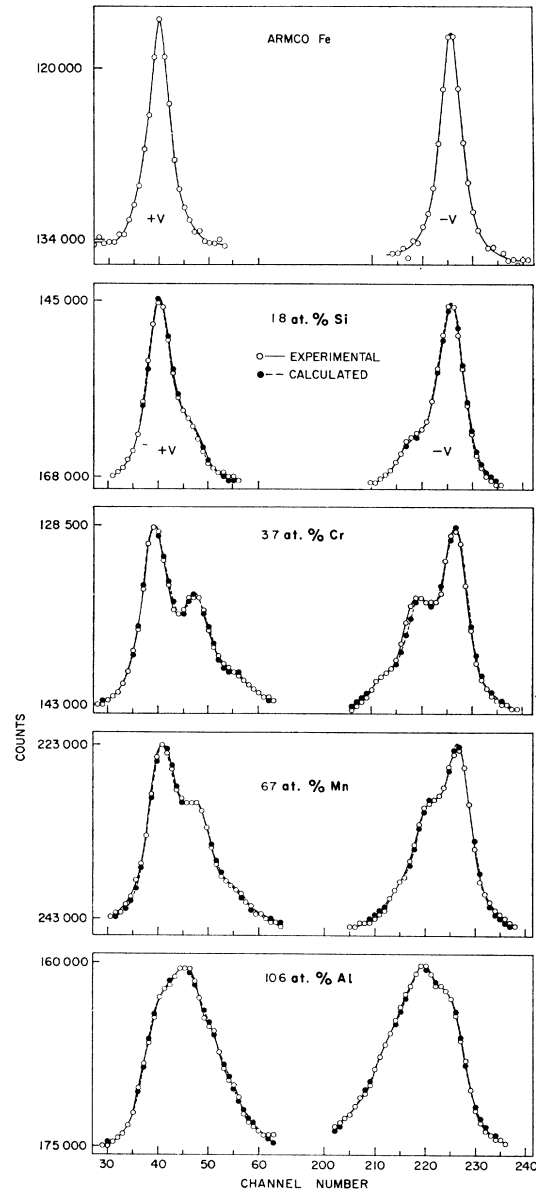 ARMCO Fe
120 000
+V
−V
134 000
145 000
18 at. % Si
○— EXPERIMENTAL
●-- CALCULATED
+V
−V
168 000
128 500
37 at. % Cr
143 000
COUNTS
223 000
67 at. % Mn
243 000
160 000
106 at. % Al
175 000
30 40 50 60 200 210 220 230 240
CHANNEL NUMBER